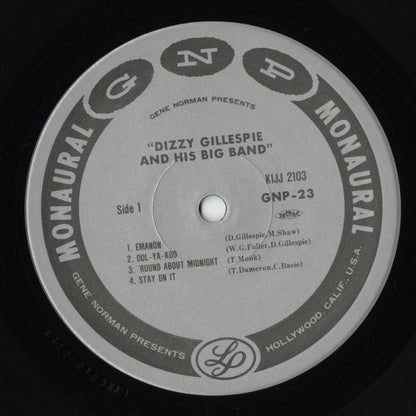 GNP
MONAURAL
MONAURAL
GENE NORMAN PRESENTS
"DIZZY GILLESPIE
AND HIS BIG BAND"
KIJJ 2103
GNP-23
Side 1
1. EMANON (D.Gillespie,M.Shaw)
2. OOL-YA-KOO (W.G.Fuller,D.Gillespie)
3. 'ROUND ABOUT MIDNIGHT (T.Monk)
4. STAY ON IT (T.Dameron,C.Basie)
GENE NORMAN PRESENTS
LP
HOLLYWOOD, CALIF., U.S.A.